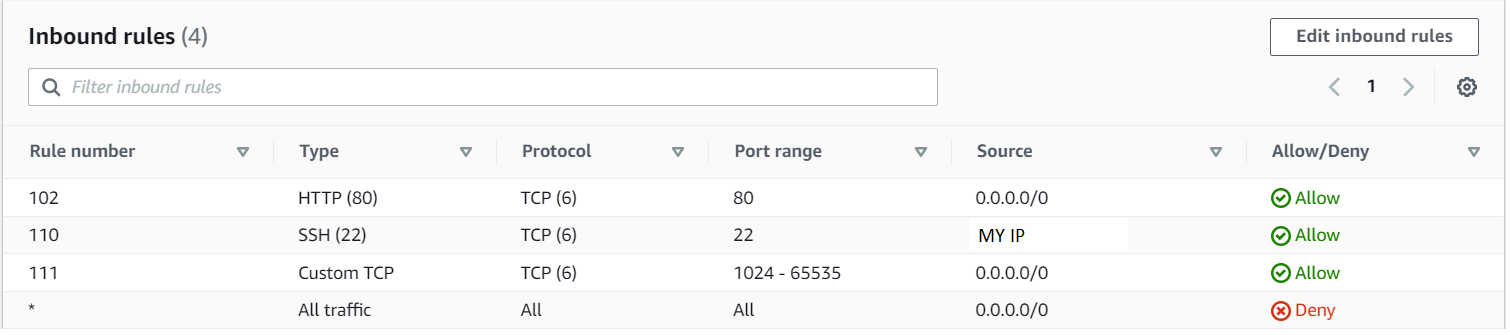 Inbound rules (4)
Edit inbound rules
Filter inbound rules
1
Rule number Type Protocol Port range Source Allow/Deny
102 HTTP (80) TCP (6) 80 0.0.0.0/0 Allow
110 SSH (22) TCP (6) 22 MY IP Allow
111 Custom TCP TCP (6) 1024 - 65535 0.0.0.0/0 Allow
* All traffic All All 0.0.0.0/0 Deny